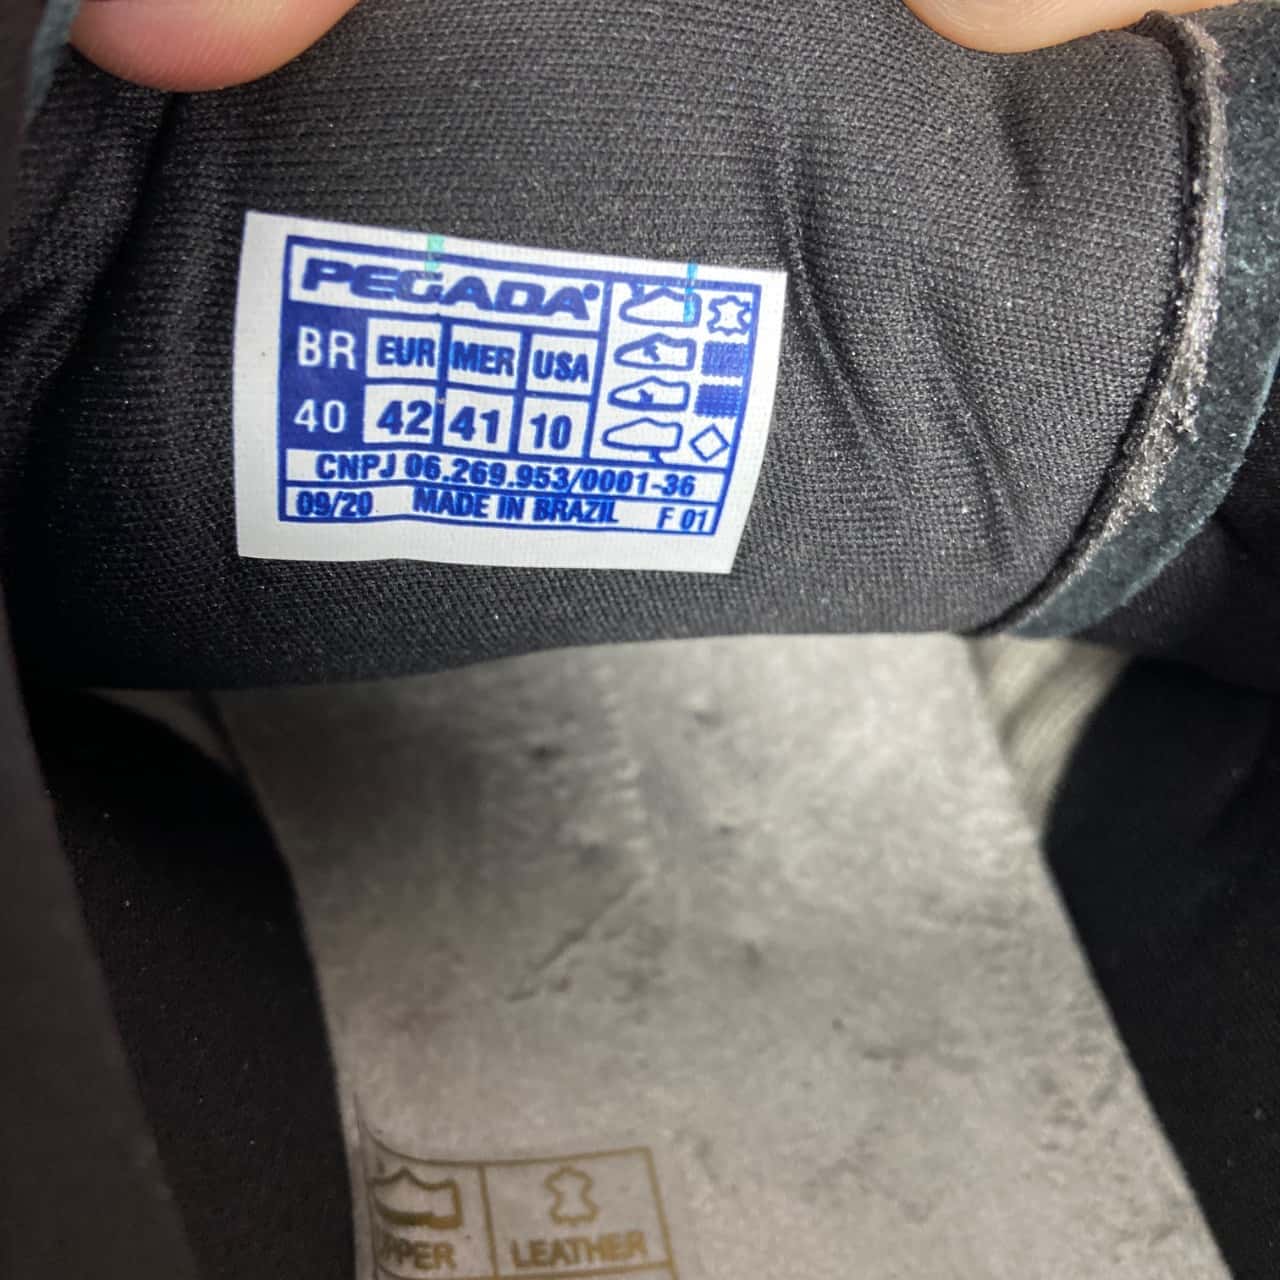 PEGADA®
BR EUR MER USA
40 42 41 10
CNPJ 06.269.953/0001-36
09/20 MADE IN BRAZIL F 01
LEATHER